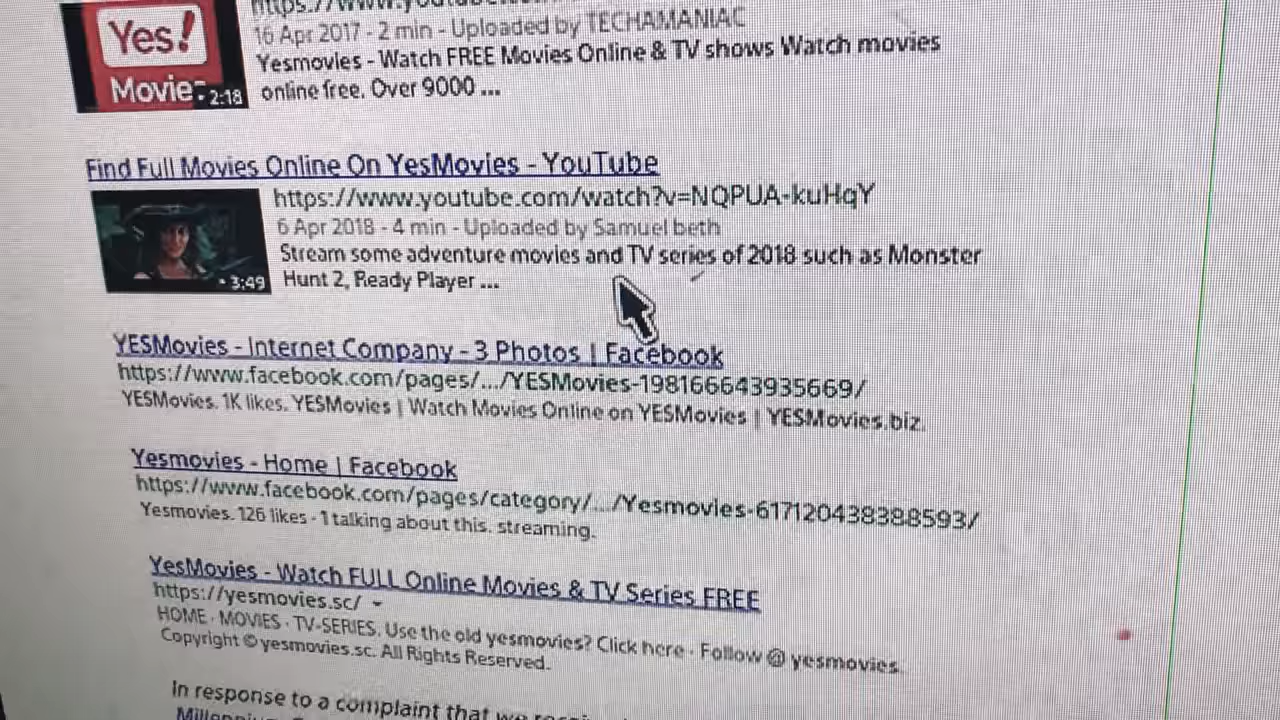 Yes!
Movie
2:18
https://www.youtube.
16 Apr 2017 - 2 min - Uploaded by TECHAMANIAC
Yesmovies - Watch FREE Movies Online & TV shows Watch movies
online free. Over 9000 ...
Find Full Movies Online On YesMovies - YouTube
https://www.youtube.com/watch?v=NQPUA-kuHqY
6 Apr 2018 - 4 min - Uploaded by Samuel beth
Stream some adventure movies and TV series of 2018 such as Monster
Hunt 2, Ready Player ...
3:49
YESMovies - Internet Company - 3 Photos | Facebook
https://www.facebook.com/pages/.../YESMovies-198166643935669/
YESMovies. 1K likes. YESMovies | Watch Movies Online on YESMovies | YESMovies.biz.
Yesmovies - Home | Facebook
https://www.facebook.com/pages/category/.../Yesmovies-617120438388593/
Yesmovies. 126 likes · 1 talking about this. streaming.
YesMovies - Watch FULL Online Movies & TV Series FREE
https://yesmovies.sc/
HOME · MOVIES · TV-SERIES. Use the old yesmovies? Click here · Follow @ yesmovies.
Copyright © yesmovies.sc. All Rights Reserved.
In response to a complaint that we